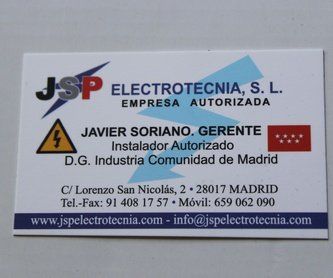 JSP ELECTROTECNIA, S. L.
EMPRESA AUTORIZADA
JAVIER SORIANO. GERENTE
Instalador Autorizado
D.G. Industria Comunidad de Madrid
C/ Lorenzo San Nicolás, 2 • 28017 MADRID
Tel.-Fax: 91 408 17 57 • Móvil: 659 062 090
www.jspelectrotecnia.com - info@jspelectrotecnia.com